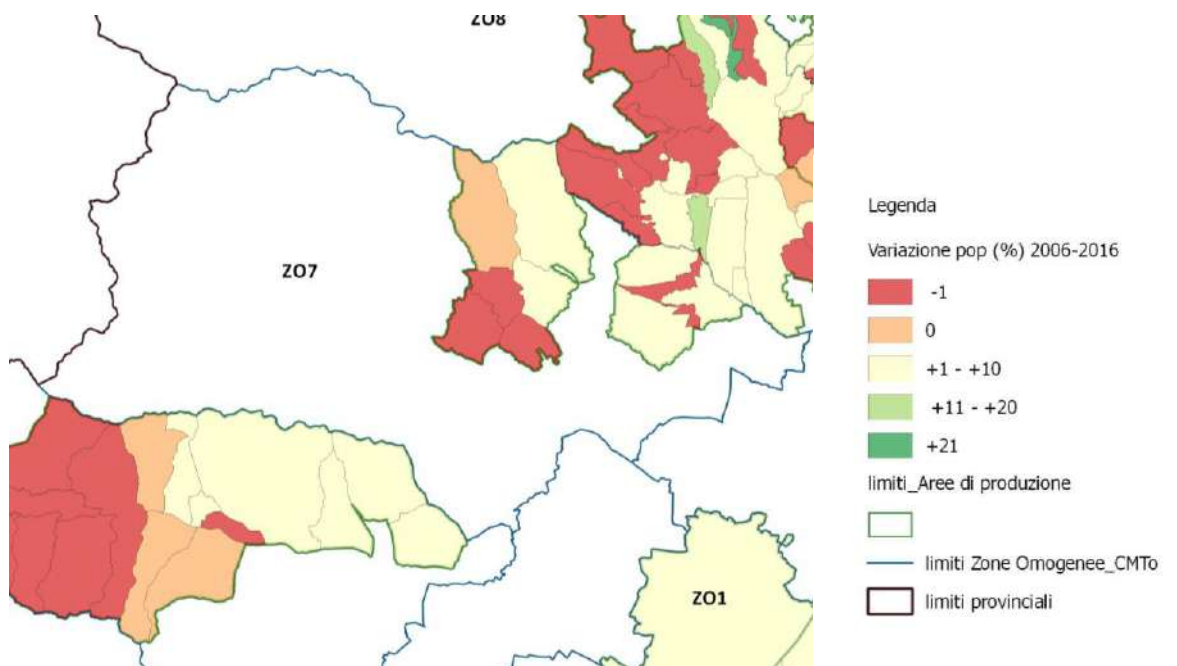 ZO8
ZO7
ZO1
Legenda
Variazione pop (%) 2006-2016
-1
0
+1 - +10
+11 - +20
+21
limiti_Aree di produzione
limiti Zone Omogenee_CMTo
limiti provinciali